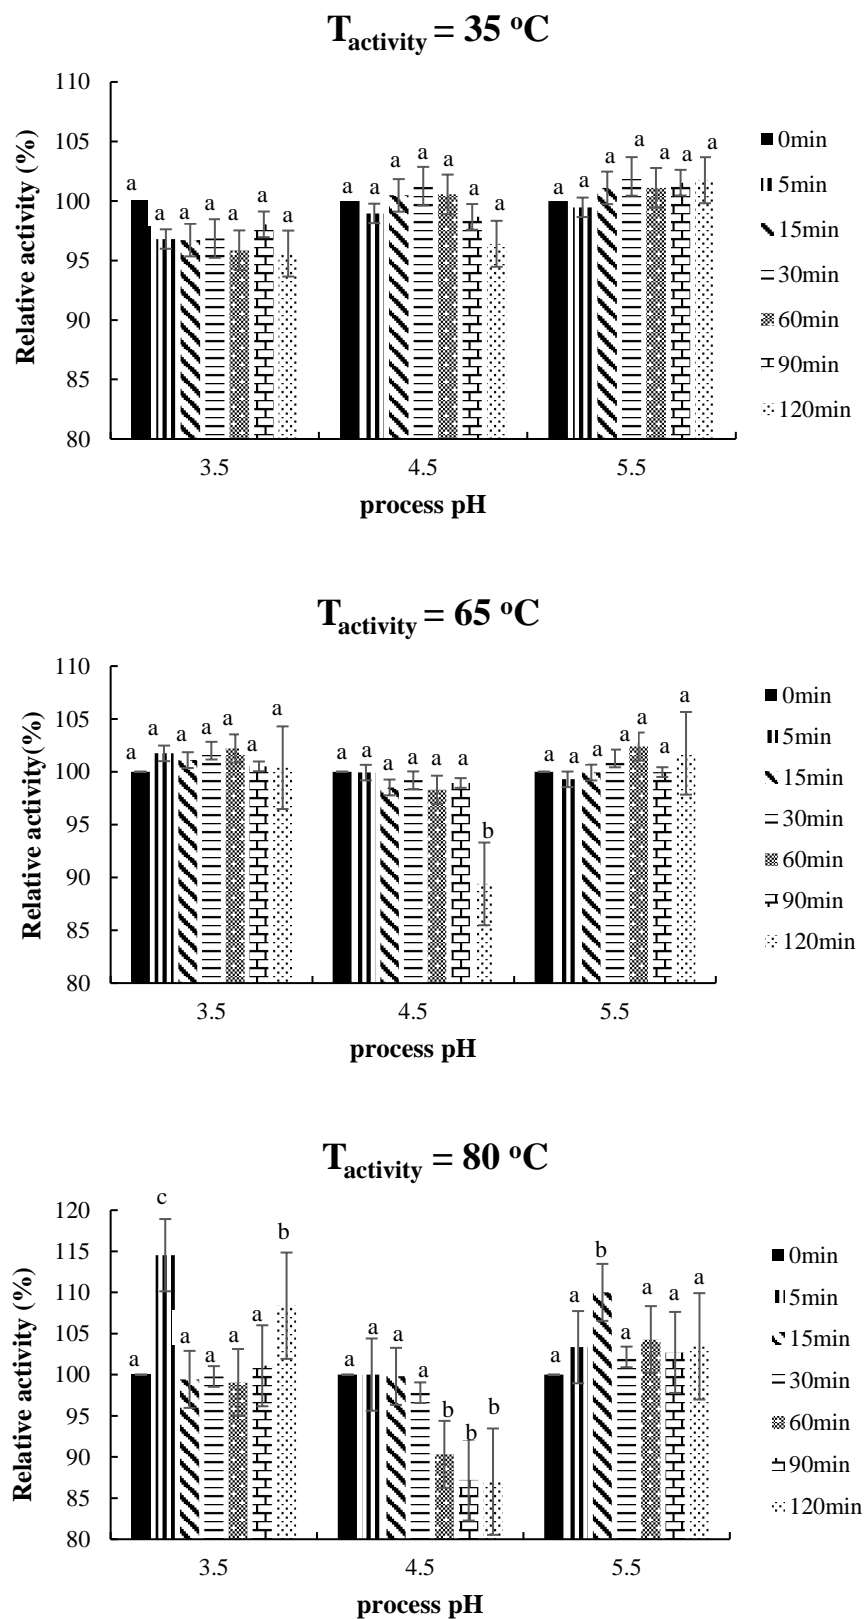 T_activity = 35 °C
110
105
100
95
90
85
80
Relative activity (%)
a a a a a a a
a a a a a a a
a a a a a a a
3.5 4.5 5.5
process pH
0min
5min
15min
30min
60min
90min
120min
T_activity = 65 °C
110
105
100
95
90
85
80
Relative activity(%)
a a a a a a a
a a a a a a b
a a a a a a a
3.5 4.5 5.5
process pH
0min
5min
15min
30min
60min
90min
120min
T_activity = 80 °C
120
115
110
105
100
95
90
85
80
Relative activity (%)
a c a a a a b
a a a a b b b
a a b a a a a
3.5 4.5 5.5
process pH
0min
5min
15min
30min
60min
90min
120min